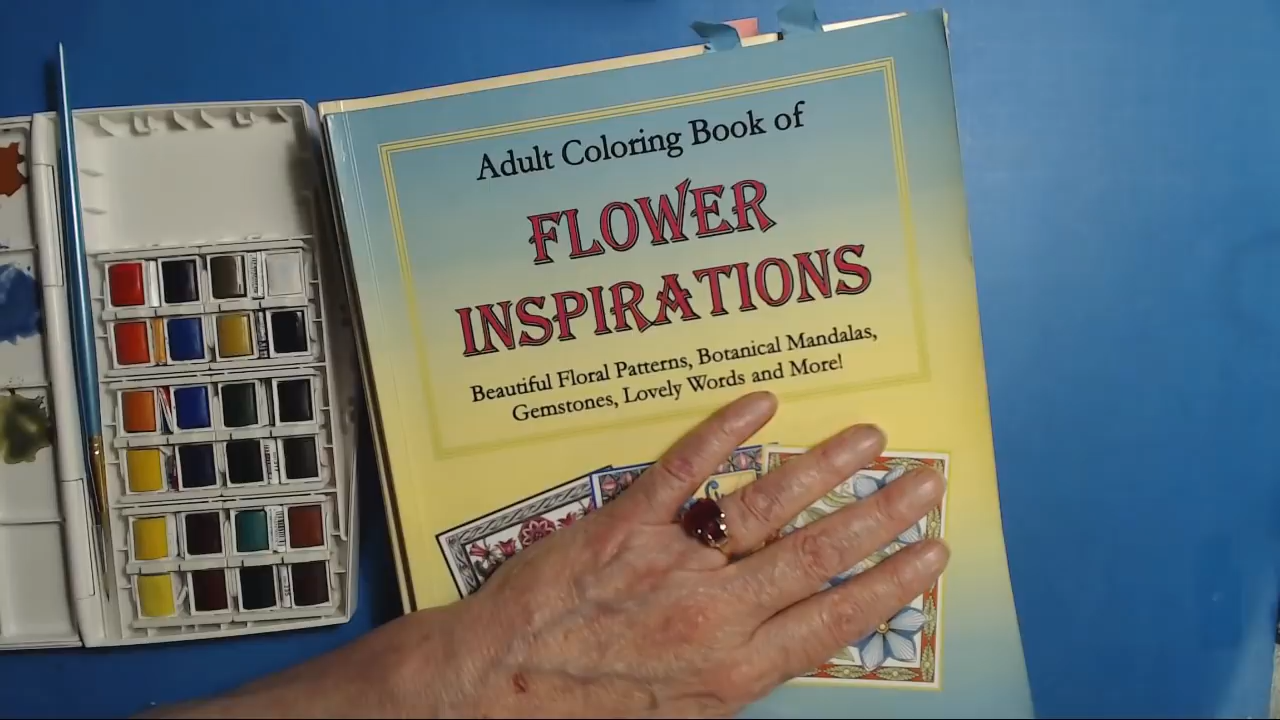 Adult Coloring Book of
FLOWER
INSPIRATIONS
Beautiful Floral Patterns, Botanical Mandalas,
Gemstones, Lovely Words and More!